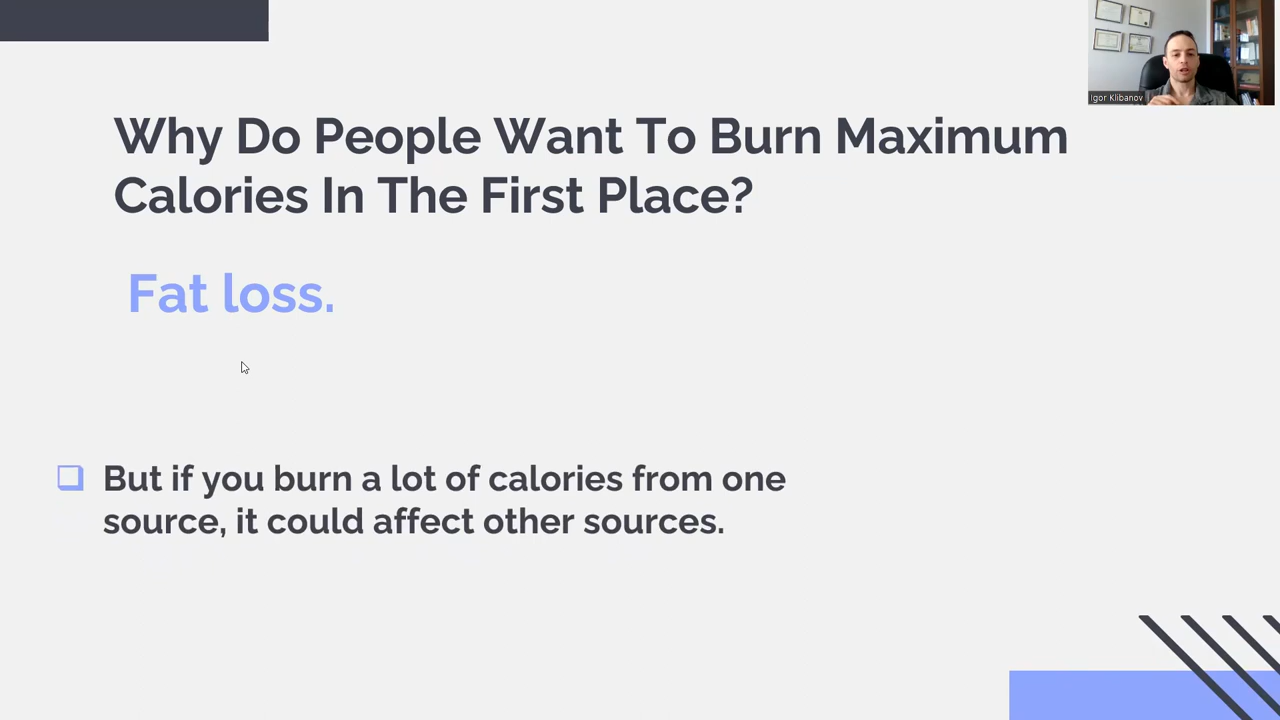 Igor Klibanov
Why Do People Want To Burn Maximum
Calories In The First Place?
Fat loss.
But if you burn a lot of calories from one
source, it could affect other sources.